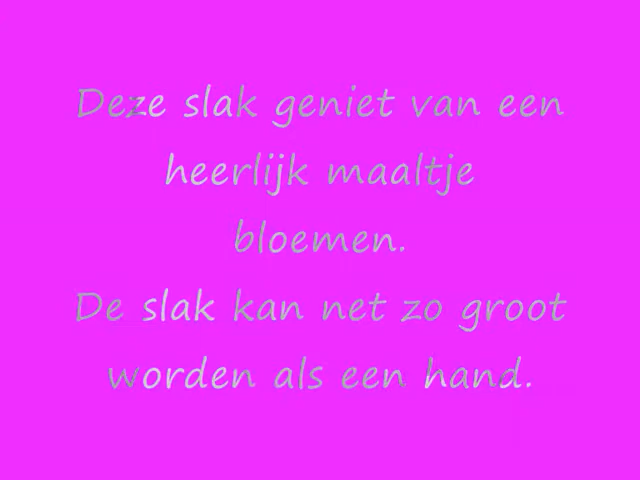 Deze slak geniet van een
heerlijk maaltje
bloemen.
De slak kan net zo groot
worden als een hand.